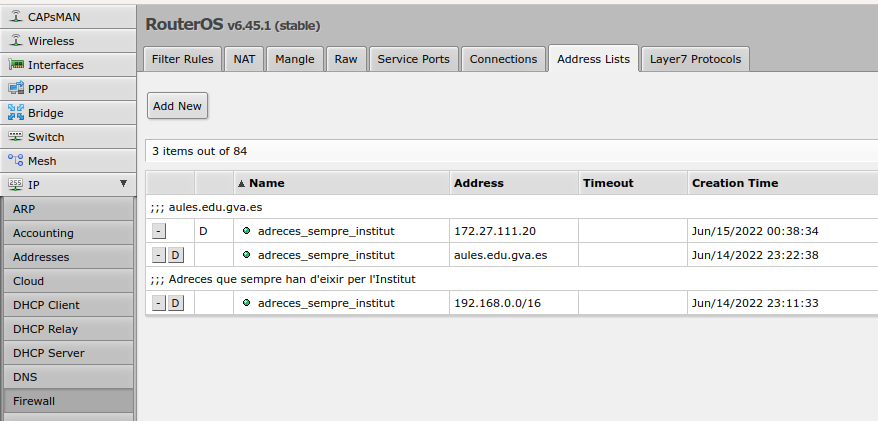 CAPsMAN
Wireless
Interfaces
PPP
Bridge
Switch
Mesh
IP
ARP
Accounting
Addresses
Cloud
DHCP Client
DHCP Relay
DHCP Server
DNS
Firewall
RouterOS v6.45.1 (stable)
Filter Rules NAT Mangle Raw Service Ports Connections Address Lists Layer7 Protocols
Add New
3 items out of 84
▲ Name Address Timeout Creation Time
;;; aules.edu.gva.es
- D adreces_sempre_institut 172.27.111.20 Jun/15/2022 00:38:34
- D adreces_sempre_institut aules.edu.gva.es Jun/14/2022 23:22:38
;;; Adreces que sempre han d'eixir per l'Institut
- D adreces_sempre_institut 192.168.0.0/16 Jun/14/2022 23:11:33